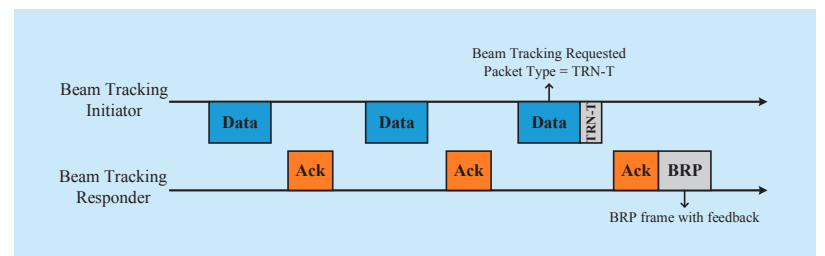 Beam Tracking Requested
Packet Type = TRN-T
Beam Tracking
Initiator
Data
Data
Data
TRN-T
Ack
Ack
Ack
BRP
Beam Tracking
Responder
BRP frame with feedback